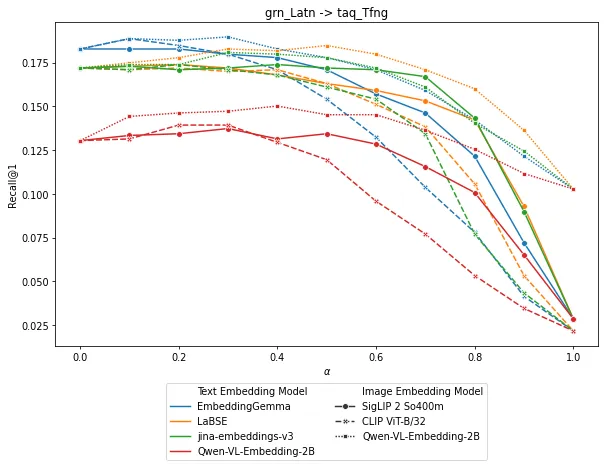 grn_Latn -> taq_Tfng
Recall@1
0.175
0.150
0.125
0.100
0.075
0.050
0.025
0.0 0.2 0.4 0.6 0.8 1.0
α
Text Embedding Model Image Embedding Model
EmbeddingGemma SigLIP 2 So400m
LaBSE CLIP ViT-B/32
jina-embeddings-v3 Qwen-VL-Embedding-2B
Qwen-VL-Embedding-2B